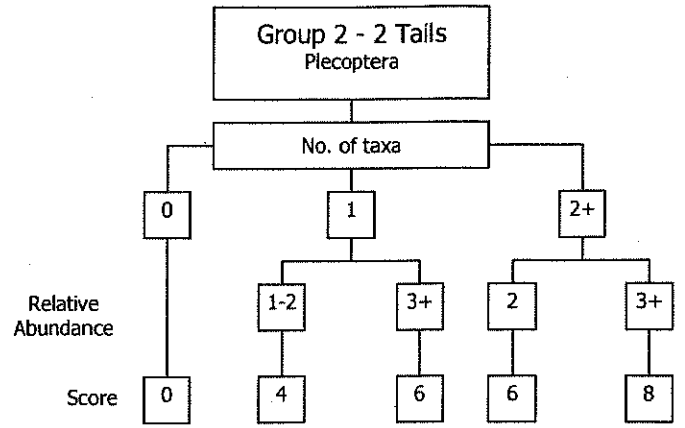 Group 2 - 2 Tails
Plecoptera
No. of taxa
0 1 2+
Relative
Abundance
1-2 3+ 2 3+
Score 0 4 6 6 8